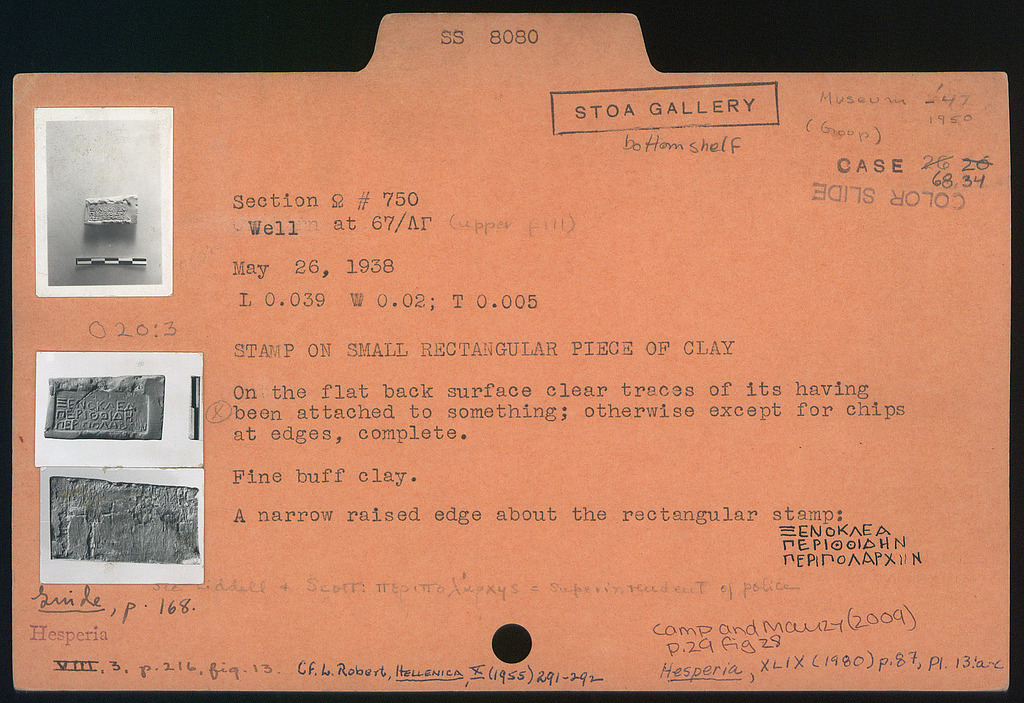 SS 8080
STOA GALLERY
bottom shelf
Museum '47
1950
(Group)
CASE 26 26
68.34
COLOR SLIDE
Section Ω # 750
Well at 67/ΛΓ (upper fill)
May 26, 1938
L 0.039 W 0.02; T 0.005
O 20:3
STAMP ON SMALL RECTANGULAR PIECE OF CLAY
On the flat back surface clear traces of its having
(X) been attached to something; otherwise except for chips
at edges, complete.
ΞΕΝΟΚΛΕΑ
ΠΕΡΙΘΟΙΔΗ
ΠΕΡΙΠΟΛΑΡΧ
Fine buff clay.
A narrow raised edge about the rectangular stamp:
ΞΕΝΟΚΛΕΑ
ΠΕΡΙΘΟΙΔΗΝ
ΠΕΡΙΠΟΛΑΡΧΗΝ
See Liddell + Scott: περιπολάρχης = superintendent of police
Guide, p. 168.
Hesperia
VIII, 3, p. 216, fig. 13. Cf. L. Robert, HELLENICA, X (1955) 291-292
Camp and Mauzy (2009)
p. 29 fig 28
Hesperia, XLIX (1980) p. 87, Pl. 13:a-c